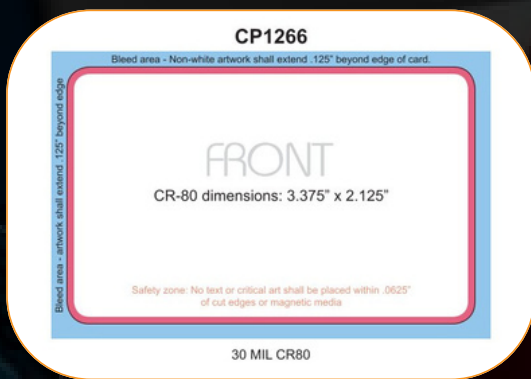 CP1266
Bleed area - Non-white artwork shall extend .125" beyond edge of card.
Bleed area - artwork shall extend .125" beyond edge
FRONT
CR-80 dimensions: 3.375" x 2.125"
Safety zone: No text or critical art shall be placed within .0625"
of cut edges or magnetic media
30 MIL CR80